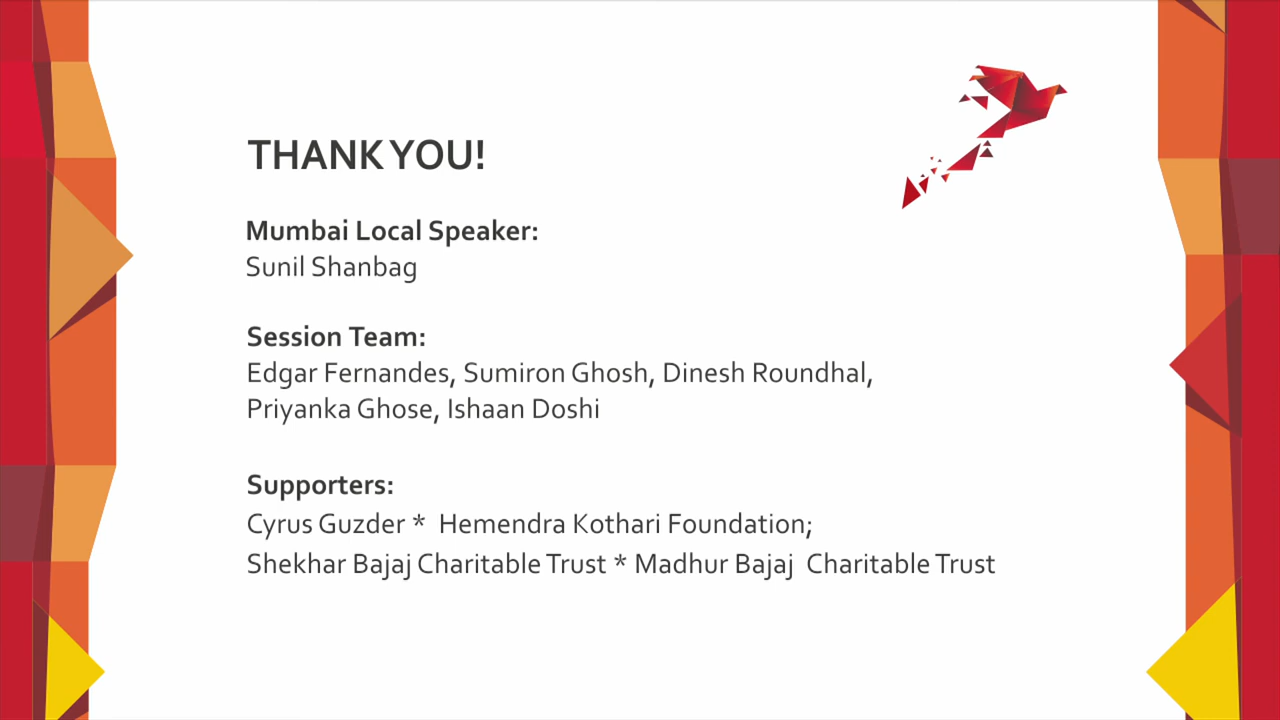 THANK YOU!
Mumbai Local Speaker:
Sunil Shanbag
Session Team:
Edgar Fernandes, Sumiron Ghosh, Dinesh Roundhal,
Priyanka Ghose, Ishaan Doshi
Supporters:
Cyrus Guzder * Hemendra Kothari Foundation;
Shekhar Bajaj Charitable Trust * Madhur Bajaj Charitable Trust